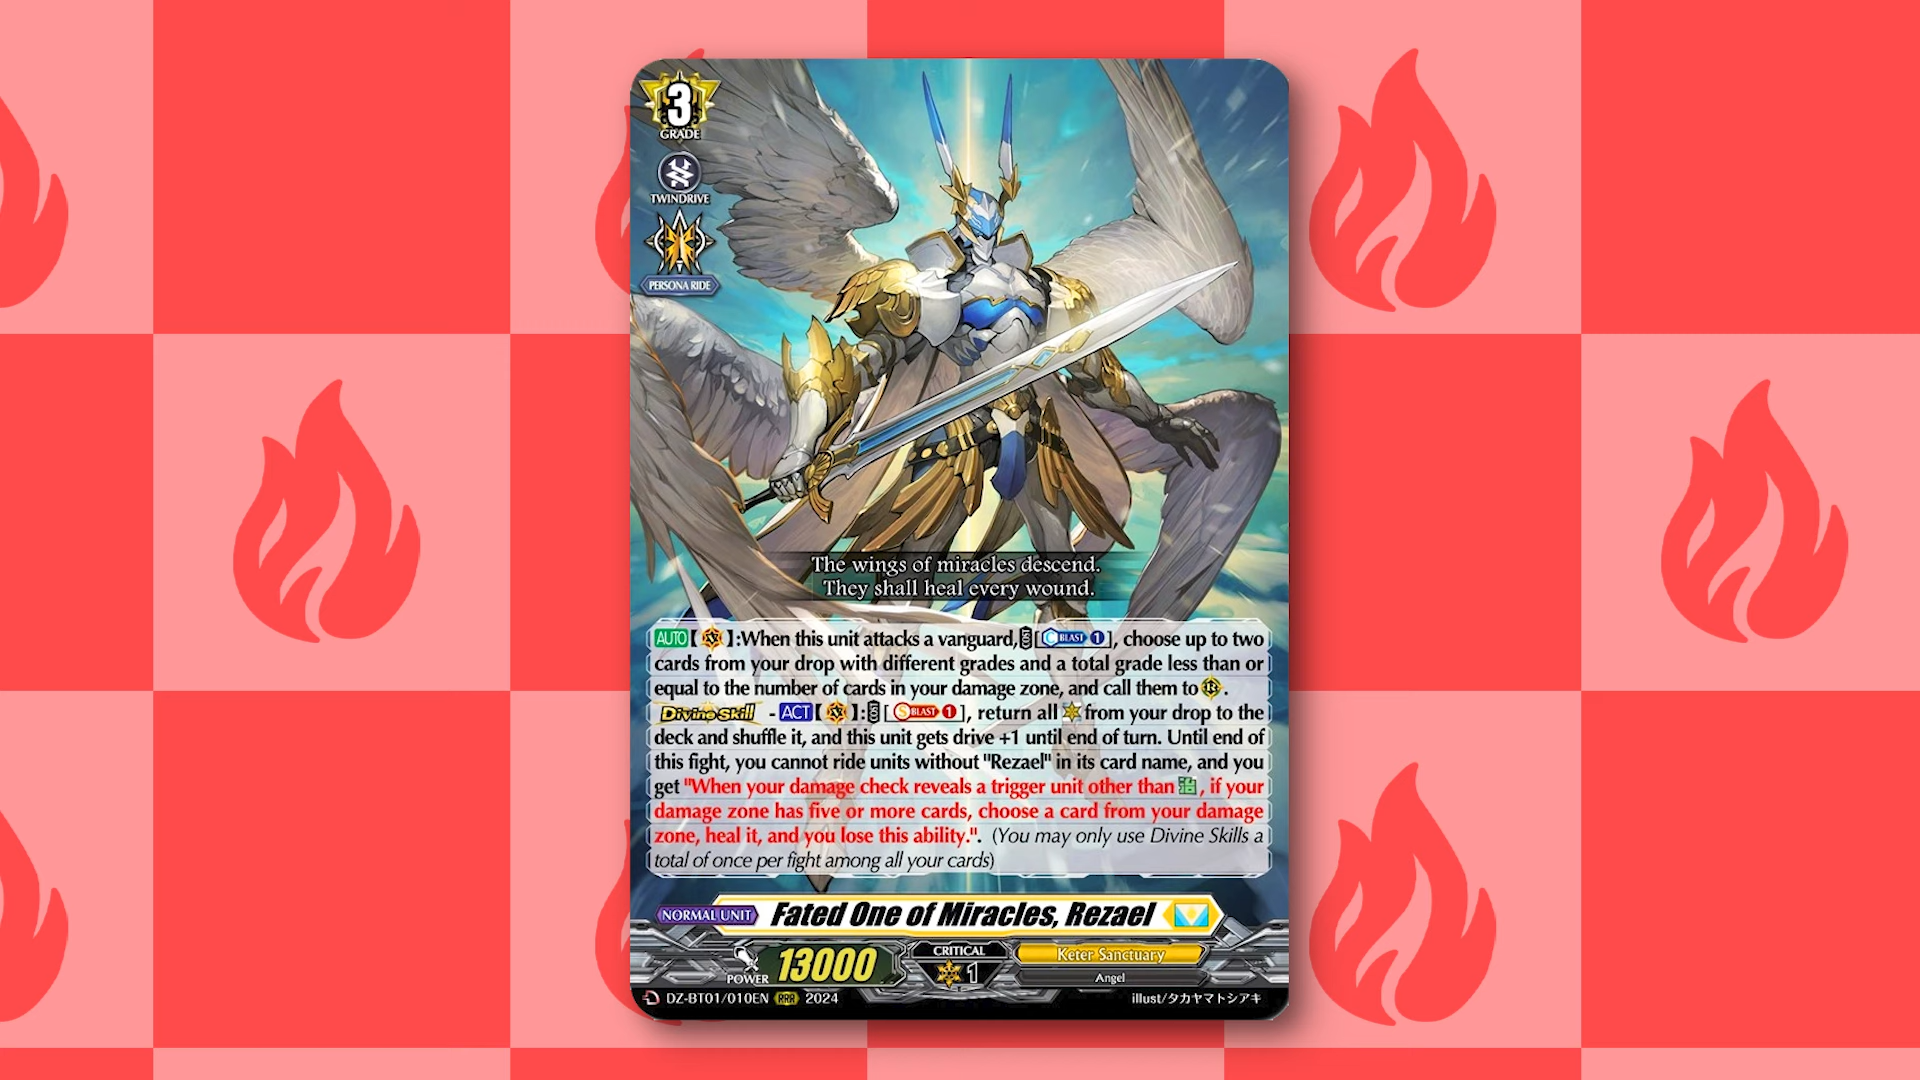 3
GRADE
TWINDRIVE
PERSONA RIDE
The wings of miracles descend.
They shall heal every wound.
AUTO【】:When this unit attacks a vanguard, COST [C BLAST 1], choose up to two
cards from your drop with different grades and a total grade less than or
equal to the number of cards in your damage zone, and call them to R.
Divine Skill - ACT【】:COST [S BLAST 1], return all from your drop to the
deck and shuffle it, and this unit gets drive +1 until end of turn. Until end of
this fight, you cannot ride units without "Rezael" in its card name, and you
get "When your damage check reveals a trigger unit other than 治, if your
damage zone has five or more cards, choose a card from your damage
zone, heal it, and you lose this ability.". (You may only use Divine Skills a
total of once per fight among all your cards)
NORMAL UNIT Fated One of Miracles, Rezael
POWER 13000 CRITICAL 1 Keter Sanctuary
Angel
D DZ-BT01/010EN RRR 2024 illust/タカヤマトシアキ